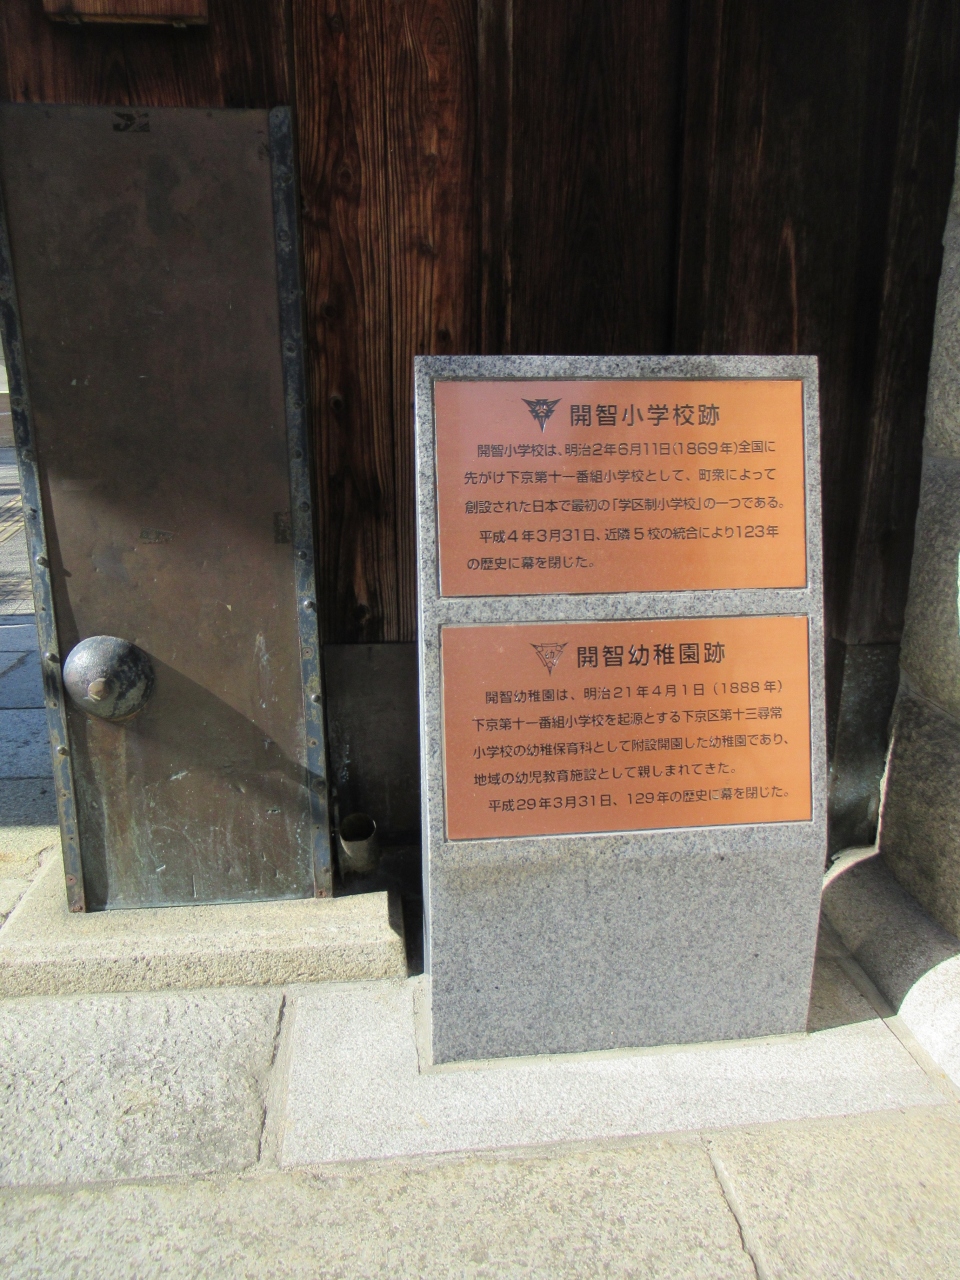 開智小学校跡
開智小学校は、明治2年6月11日(1869年)全国に
先がけ下京第十一番組小学校として、町衆によって
創設された日本で最初の「学区制小学校」の一つである。
平成4年3月31日、近隣5校の統合により123年
の歴史に幕を閉じた。
幼
開智幼稚園跡
開智幼稚園は、明治21年4月1日(1888年)
下京第十一番組小学校を起源とする下京区第十三尋常
小学校の幼稚保育科として附設開園した幼稚園であり、
地域の幼児教育施設として親しまれてきた。
平成29年3月31日、129年の歴史に幕を閉じた。